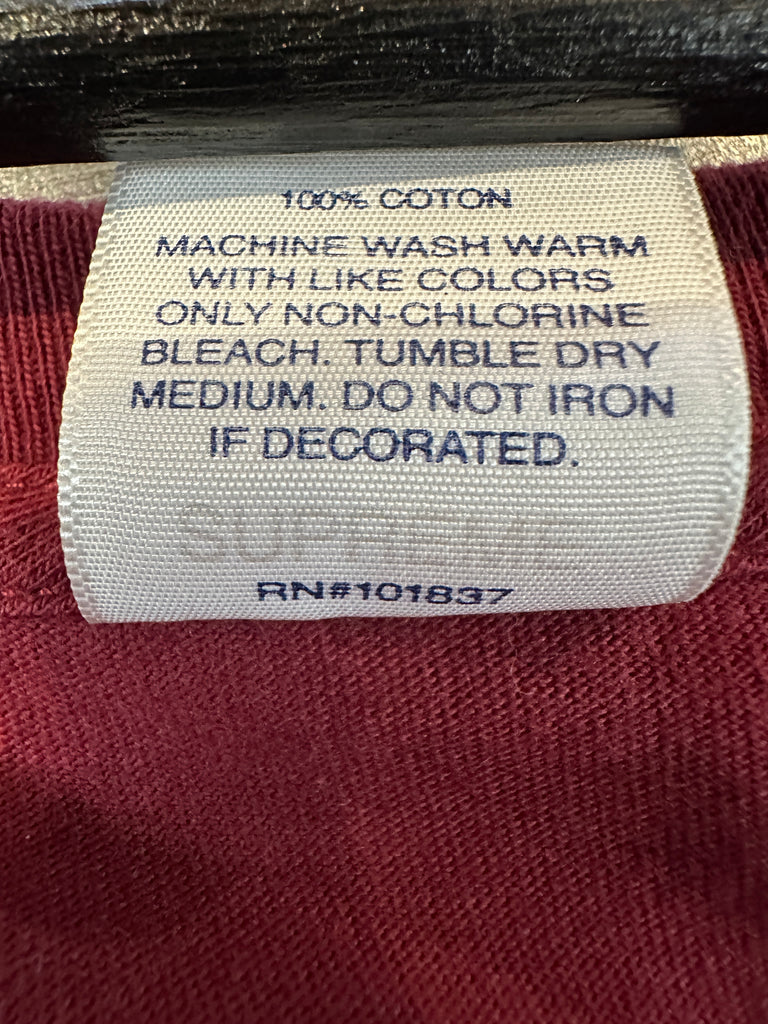 100% COTON
MACHINE WASH WARM
WITH LIKE COLORS
ONLY NON-CHLORINE
BLEACH. TUMBLE DRY
MEDIUM. DO NOT IRON
IF DECORATED.
SUPREME
RN#101837